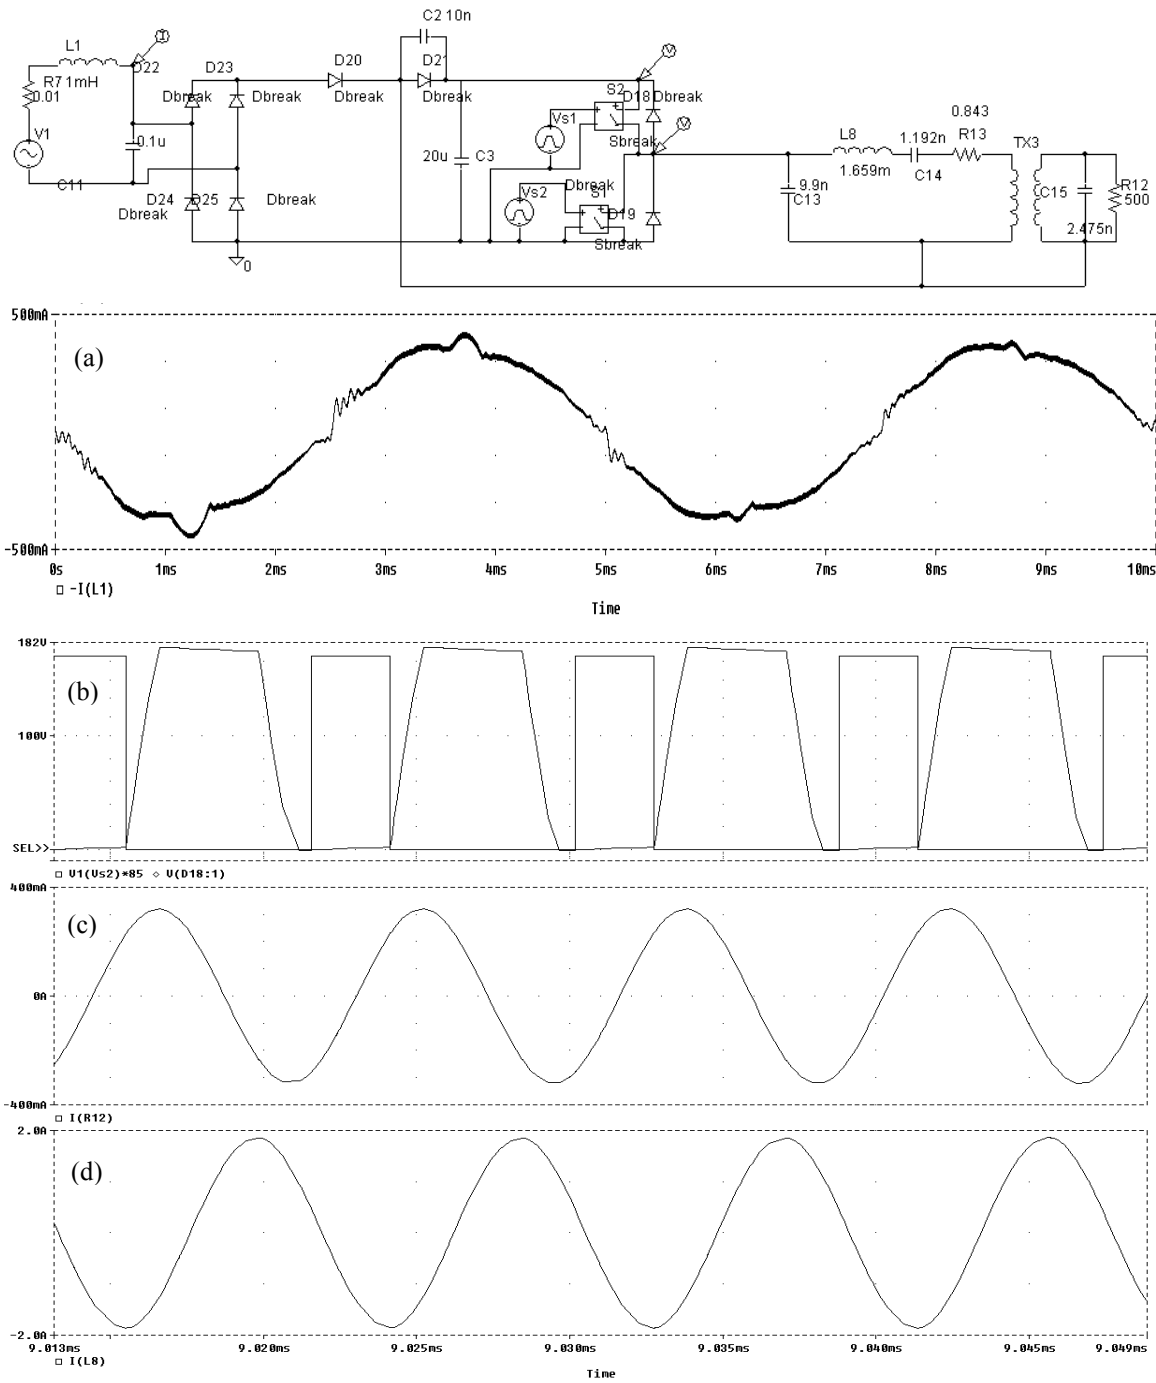 C2 10n
L1
I
V
D22
D23
D20
D21
R7 1mH
0.01
Dbreak
Dbreak
Dbreak
Dbreak
S2
D18 Dbreak
Vs1
V
0.843
V1
0.1u
Sbreak
1.192n
R13
TX3
20u
C3
L8
C11
Dbreak
Vs2
S1
1.659m
C14
9.9n
C13
C15
R12
500
D24
D25
Dbreak
Dbreak
D19
Sbreak
2.475n
0
500mA
(a)
-500mA
0s
1ms
2ms
3ms
4ms
5ms
6ms
7ms
8ms
9ms
10ms
-I(L1)
Time
182V
(b)
100V
SEL>>
V1(Vs2)*85
V(D18:1)
400mA
(c)
0A
-400mA
I(R12)
2.0A
(d)
-2.0A
9.013ms
9.020ms
9.025ms
9.030ms
9.035ms
9.040ms
9.045ms
9.049ms
I(L8)
Time